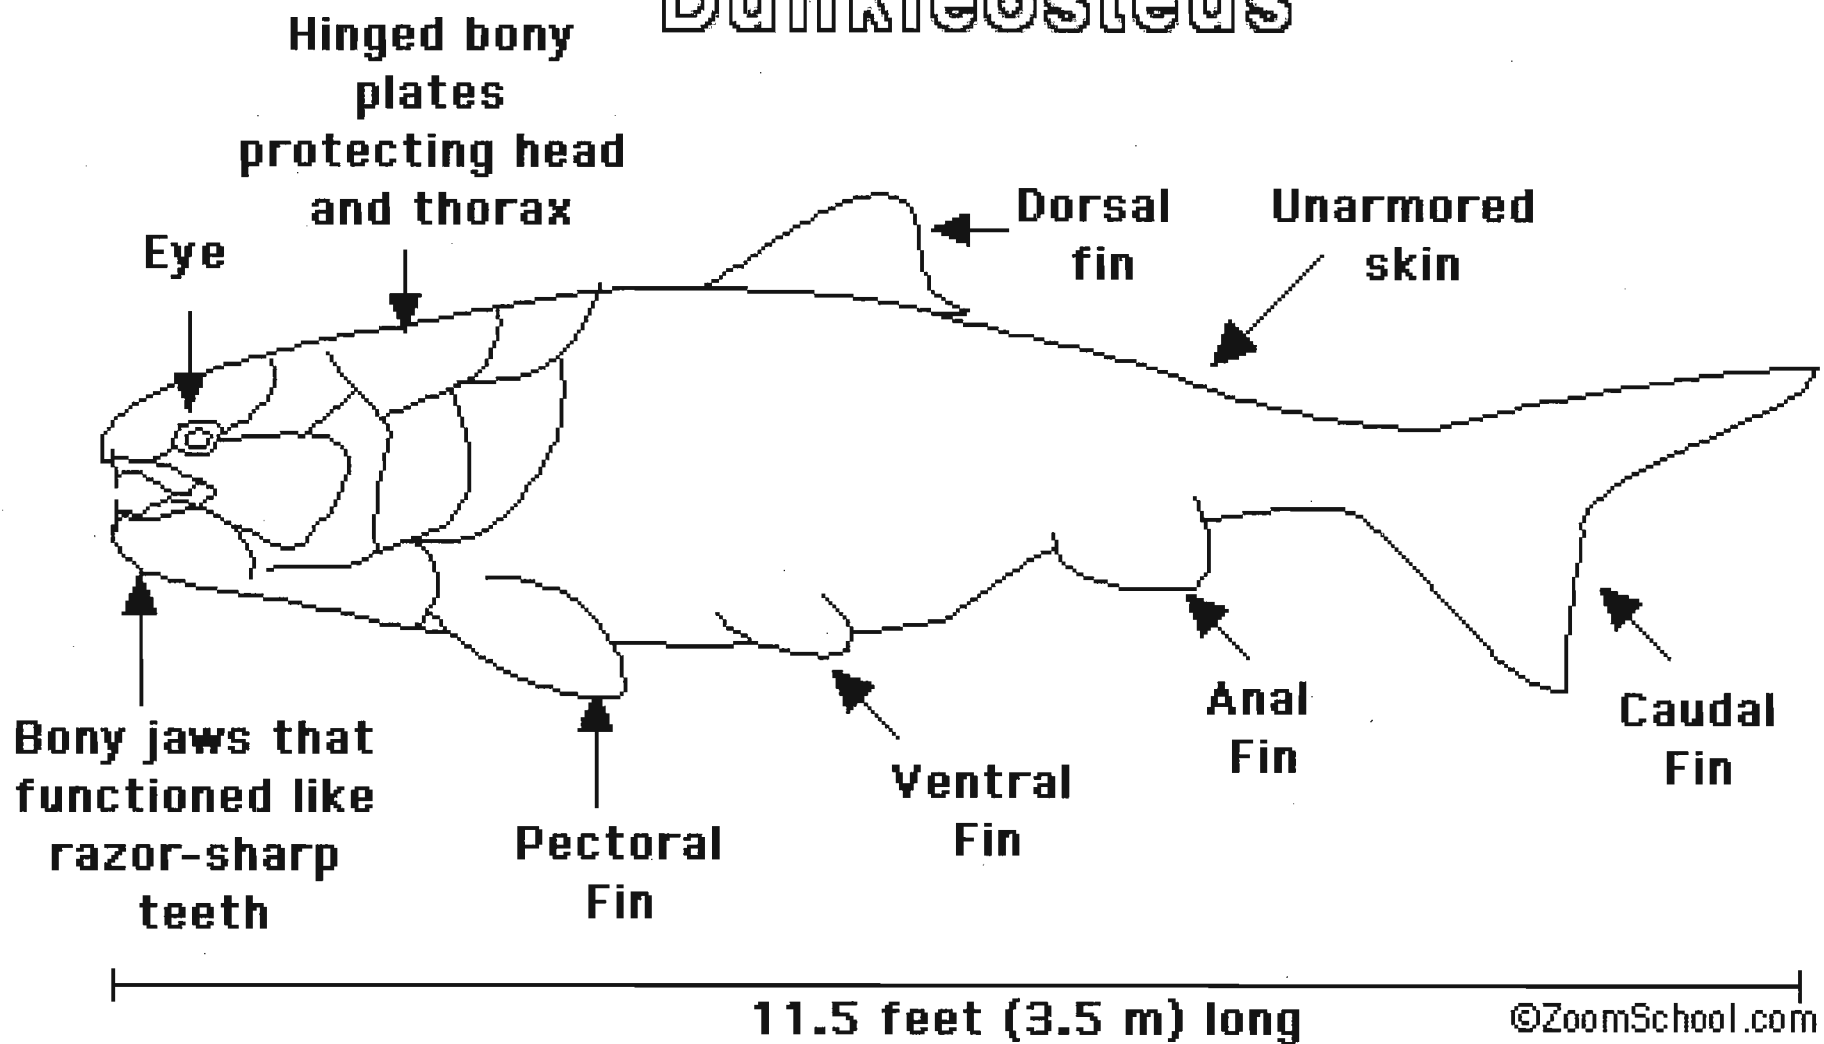 Dunkleosteus
Hinged bony
plates
protecting head
and thorax
Eye
Dorsal
fin
Unarmored
skin
Bony jaws that
functioned like
razor-sharp
teeth
Pectoral
Fin
Ventral
Fin
Anal
Fin
Caudal
Fin
11.5 feet (3.5 m) long
©ZoomSchool.com